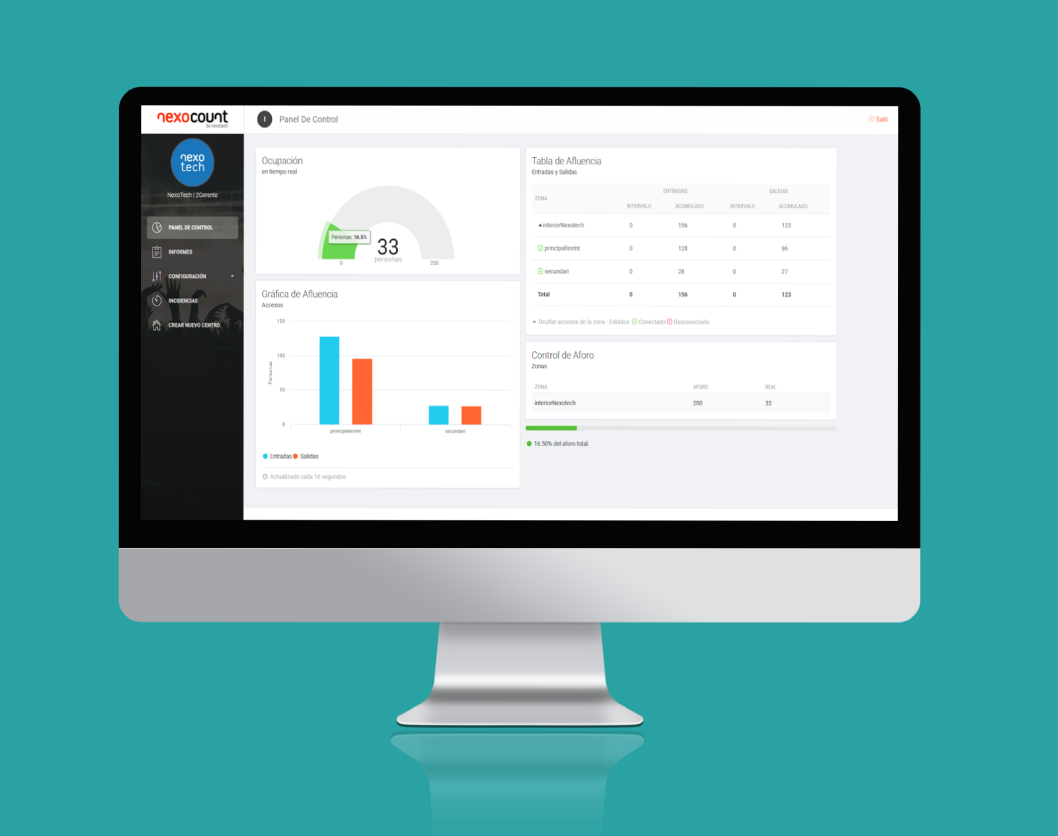 nexocount
by nexotech
I
Panel De Control
Salir
nexo
tech
NexoTech | 2Gerente
PANEL DE CONTROL
INFORMES
CONFIGURACIÓN
INCIDENCIAS
CREAR NUEVO CENTRO
Ocupación
en tiempo real
Personas: 16.5%
33
personas
0
200
Gráfica de Afluencia
Accesos
150
100
50
0
Personas
principaltestInt
secundari
Entradas Salidas
Actualizado cada 10 segundos
Tabla de Afluencia
Entradas y Salidas
ZONA ENTRADAS SALIDAS
INTERVALO ACUMULADO INTERVALO ACUMULADO
interiorNexotech 0 156 0 123
principaltestInt 0 128 0 96
secundari 0 28 0 27
Total 0 156 0 123
Ocultar accesos de la zona - Estados: Conectado Desconectado
Control de Aforo
Zonas
ZONA AFORO REAL
interiorNexotech 200 33
16.50% del aforo total.